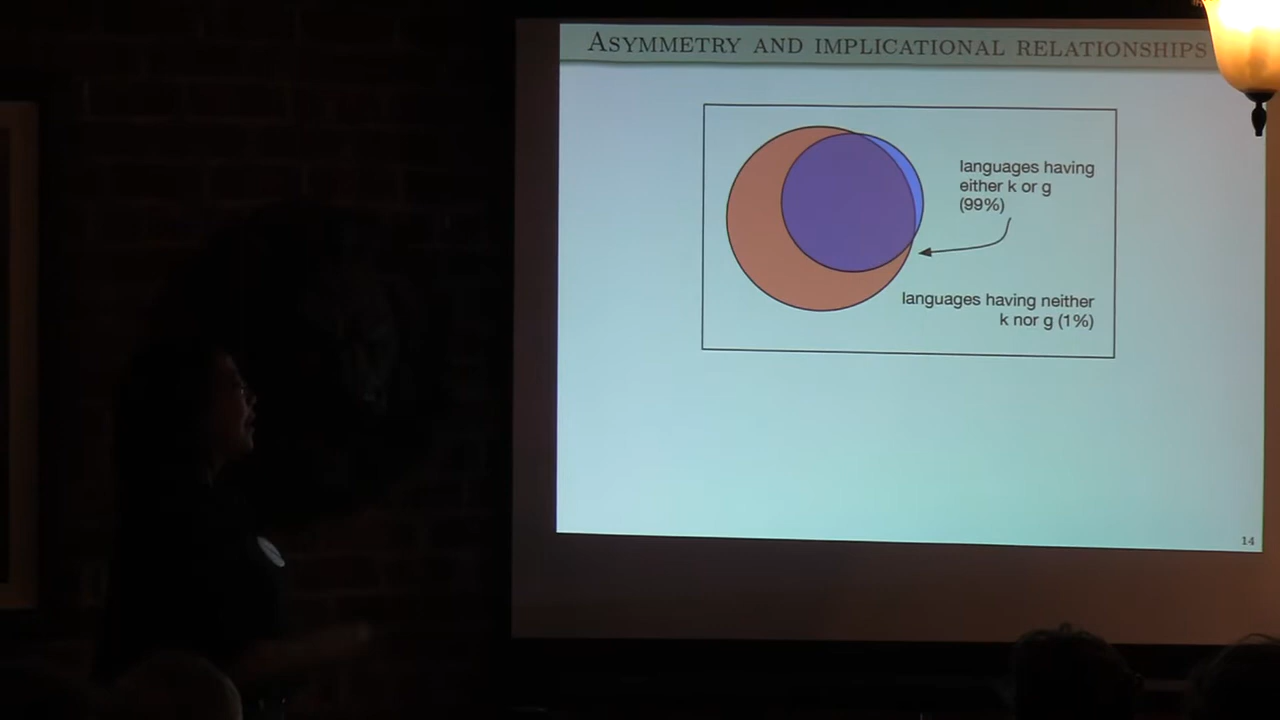 ASYMMETRY AND IMPLICATIONAL RELATIONSHIPS
languages having
either k or g
(99%)
languages having neither
k nor g (1%)
14